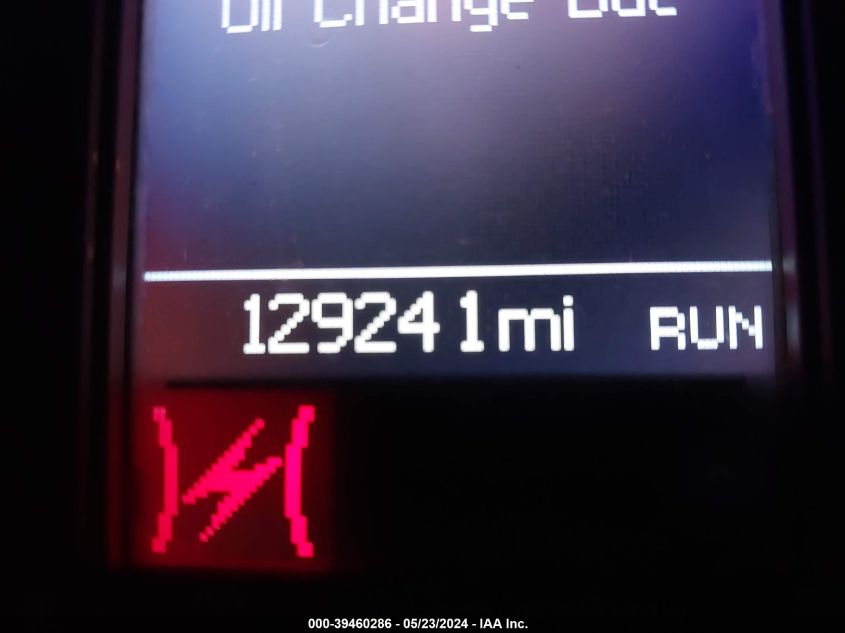 Oil Change Due
129241mi RUN
000-39460286 - 05/23/2024 - IAA Inc.